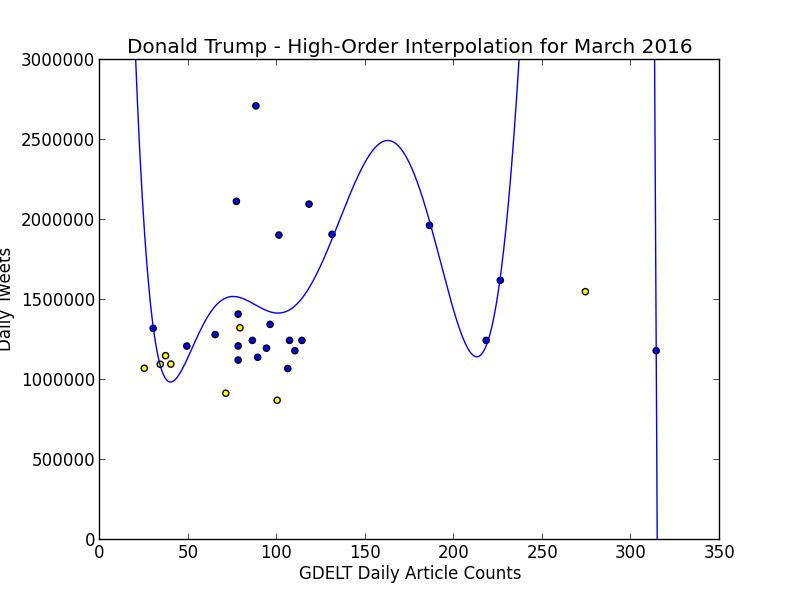 Donald Trump - High-Order Interpolation for March 2016
3000000
2500000
2000000
1500000
1000000
500000
0
Daily Tweets
0 50 100 150 200 250 300 350
GDELT Daily Article Counts